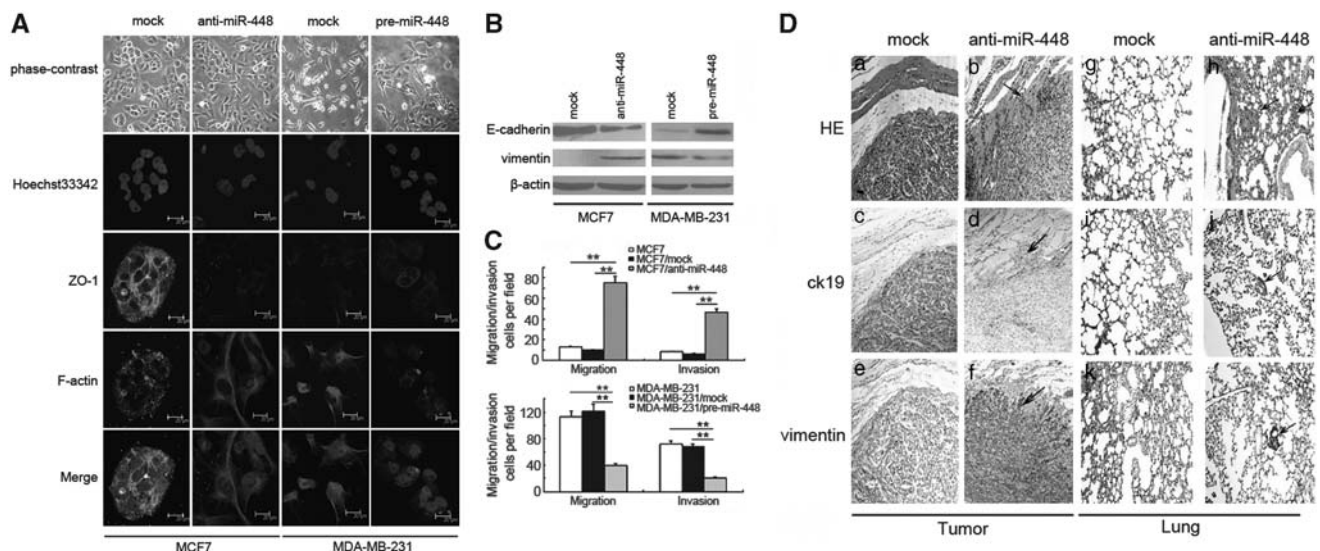 A
mock anti-miR-448 mock pre-miR-448
phase-contrast
Hoechst33342
ZO-1
F-actin
Merge
MCF7 MDA-MB-231
B
mock anti-miR-448 mock pre-miR-448
E-cadherin
vimentin
β-actin
MCF7 MDA-MB-231
C
MCF7
MCF7/mock
MCF7/anti-miR-448
Migration/invasion
cells per field
80
60
40
20
0
** ** ** **
Migration Invasion
MDA-MB-231
MDA-MB-231/mock
MDA-MB-231/pre-miR-448
Migration/invasion
cells per field
120
80
40
0
** ** ** **
Migration Invasion
D
mock anti-miR-448 mock anti-miR-448
HE
a b g h
ck19
c d i j
vimentin
e f k l
Tumor Lung